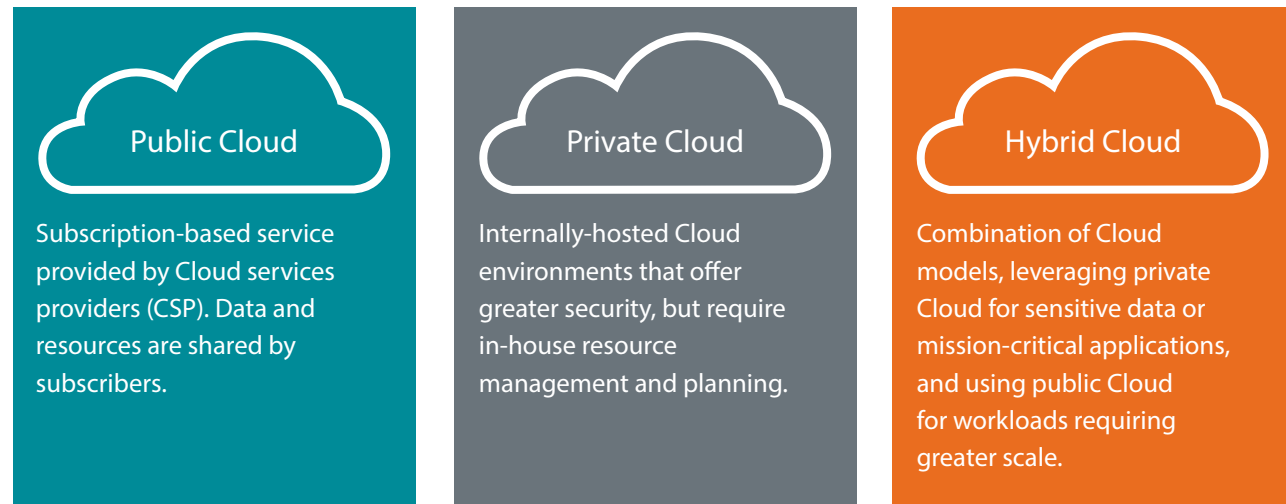 Public Cloud
Subscription-based service
provided by Cloud services
providers (CSP). Data and
resources are shared by
subscribers.
Private Cloud
Internally-hosted Cloud
environments that offer
greater security, but require
in-house resource
management and planning.
Hybrid Cloud
Combination of Cloud
models, leveraging private
Cloud for sensitive data or
mission-critical applications,
and using public Cloud
for workloads requiring
greater scale.